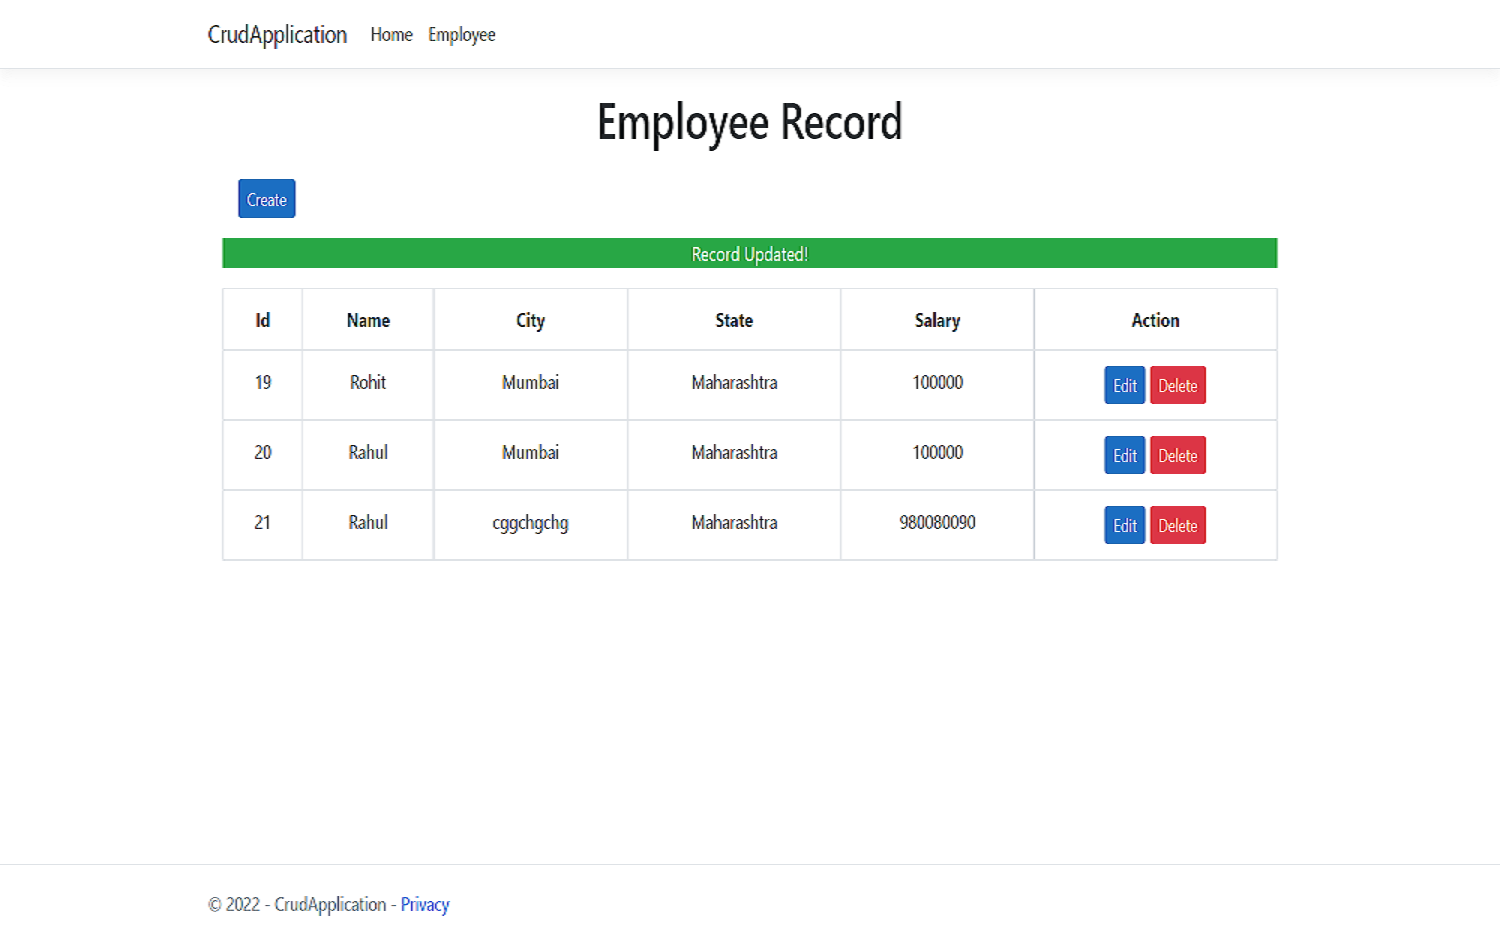 CrudApplication Home Employee
Employee Record
Create
Record Updated!
Id Name City State Salary Action
19 Rohit Mumbai Maharashtra 100000 Edit Delete
20 Rahul Mumbai Maharashtra 100000 Edit Delete
21 Rahul cggchgchg Maharashtra 980080090 Edit Delete
© 2022 - CrudApplication - Privacy